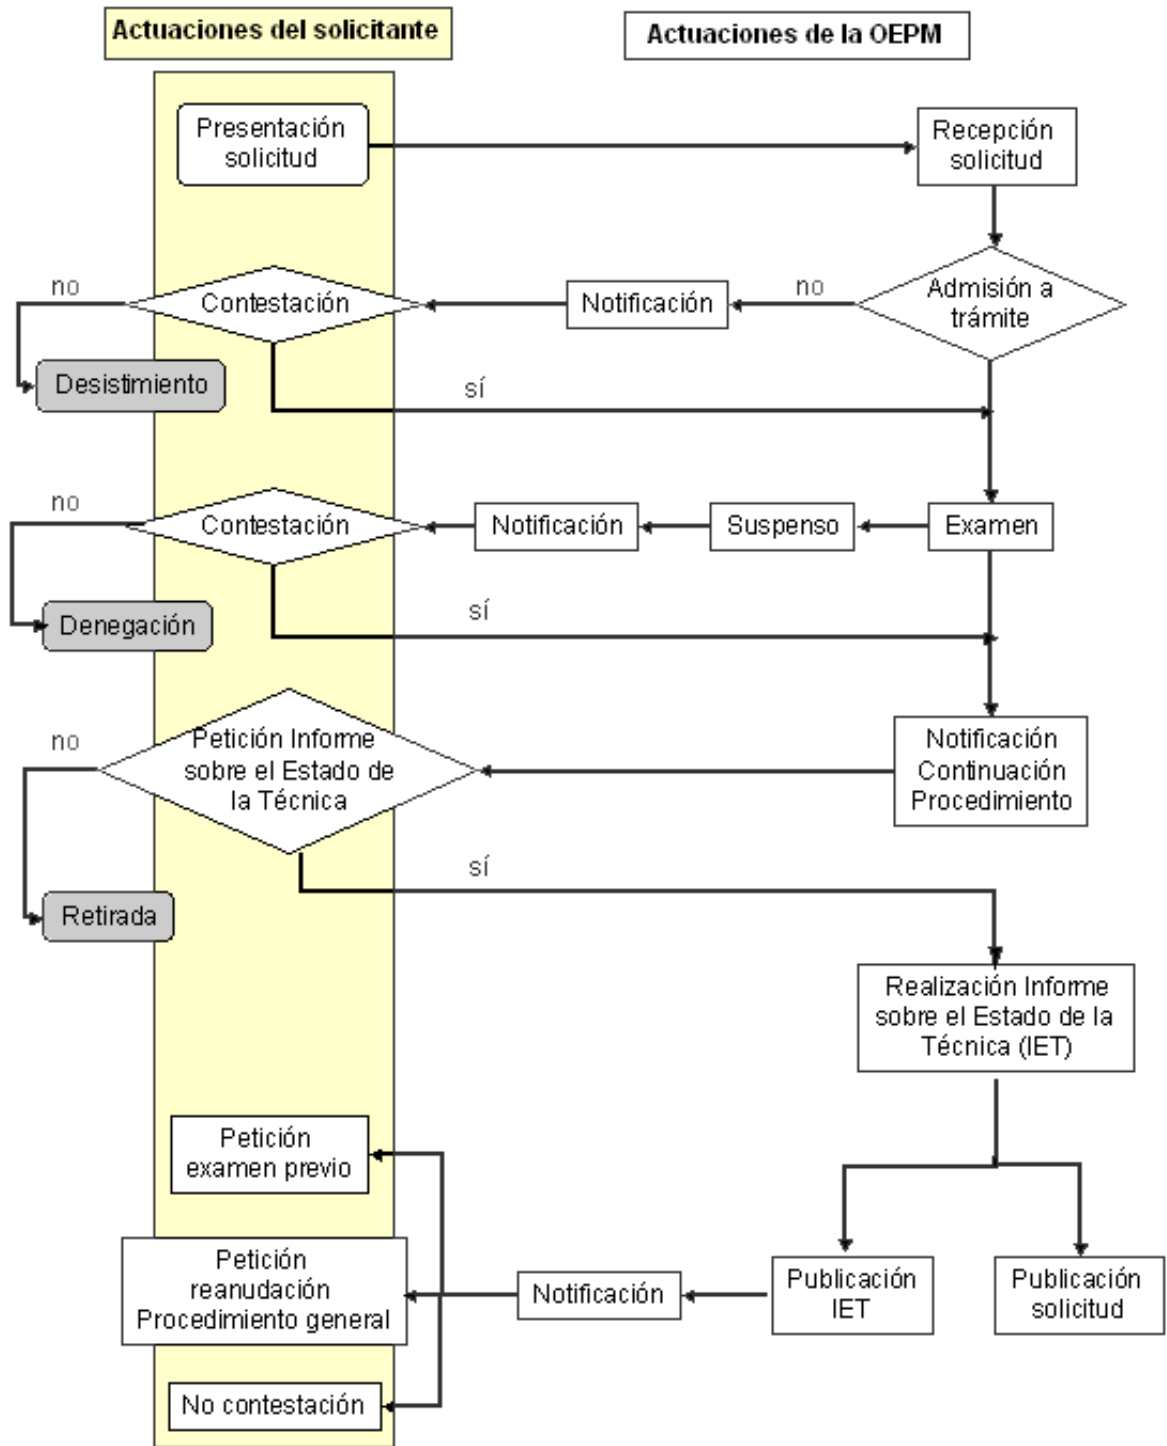 Actuaciones del solicitante
Actuaciones de la OEPM
Presentación
solicitud
Recepción
solicitud
Admisión a
trámite
no
Notificación
Contestación
no
Desistimiento
sí
Examen
Suspenso
Notificación
Contestación
no
Denegación
sí
Notificación
Continuación
Procedimiento
Petición Informe
sobre el Estado de
la Técnica
no
Retirada
sí
Realización Informe
sobre el Estado de la
Técnica (IET)
Publicación
IET
Publicación
solicitud
Notificación
Petición
examen previo
Petición
reanudación
Procedimiento general
No contestación